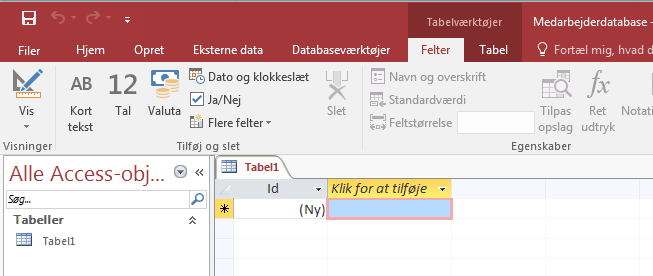 Tabelværktøjer
Medarbejderdatabase -
Filer Hjem Opret Eksterne data Databaseværktøjer Felter Tabel Fortæl mig, hvad d
Vis
Visninger
AB
Kort
tekst
12
Tal
Valuta
Dato og klokkeslæt
Ja/Nej
Flere felter
Slet
Tilføj og slet
Navn og overskrift
Standardværdi
Feltstørrelse
Tilpas
opslag
fx
Ret
udtryk
Notati
Egenskaber
Alle Access-obj...
Søg...
Tabeller
Tabel1
Tabel1
Id Klik for at tilføje
* (Ny)